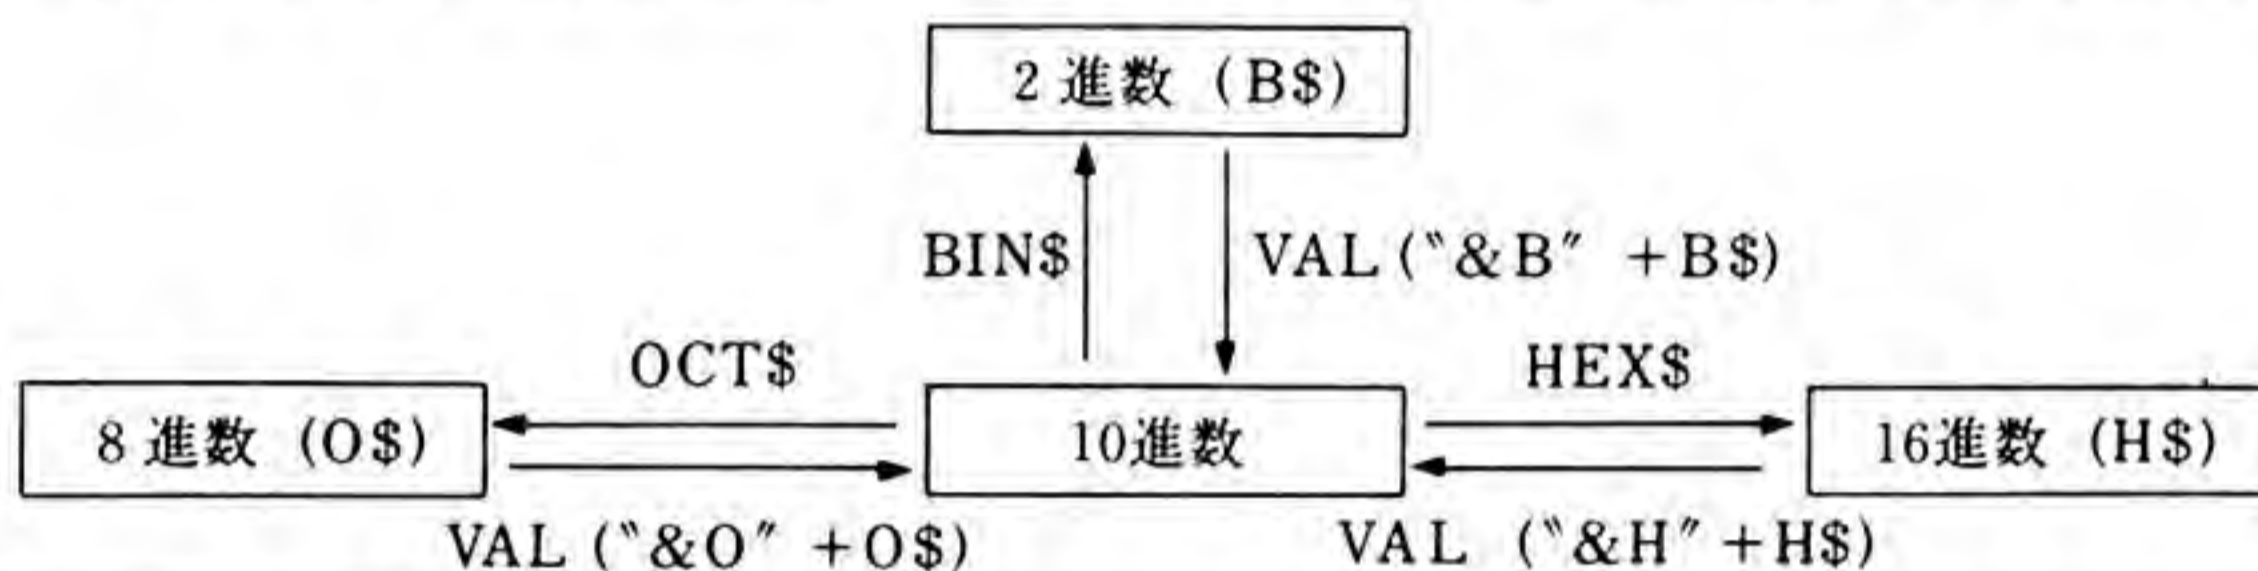 2進数 (B$)
BIN$ VAL(〝&B〞 +B$)
OCT$ HEX$
8進数 (O$) 10進数 16進数 (H$)
VAL (〝&O〞 +O$) VAL (〝&H〞+H$)